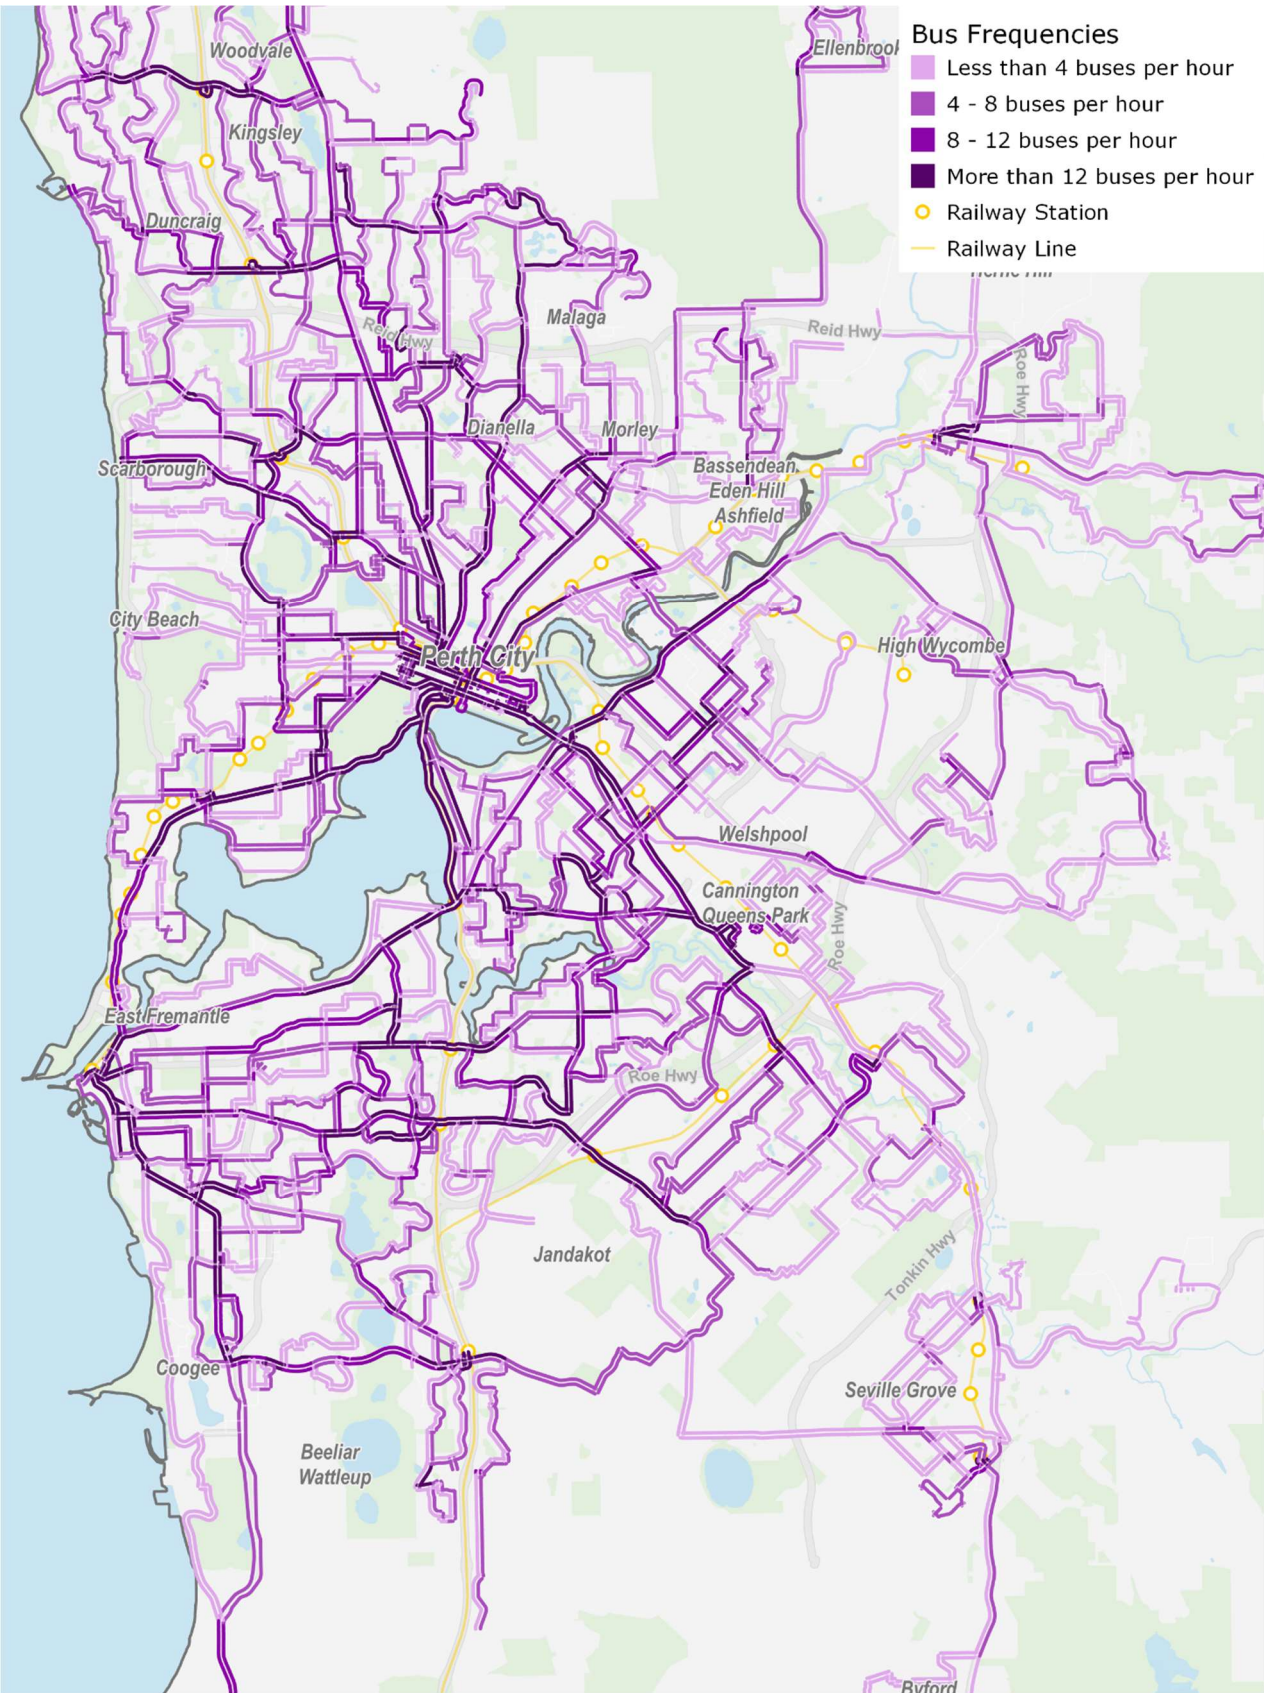 Bus Frequencies
Less than 4 buses per hour
4 - 8 buses per hour
8 - 12 buses per hour
More than 12 buses per hour
Railway Station
Railway Line
Woodvale
Ellenbrook
Kingsley
Duncraig
Herne Hill
Malaga
Reid Hwy
Reid Hwy
Roe Hwy
Dianella
Morley
Scarborough
Bassendean
Eden Hill
Ashfield
City Beach
High Wycombe
Perth City
Welshpool
Cannington
Queens Park
Roe Hwy
East Fremantle
Roe Hwy
Jandakot
Tonkin Hwy
Coogee
Seville Grove
Beeliar
Wattleup
Byford